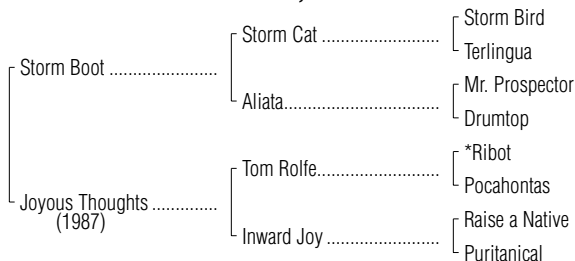 Storm Bird
Storm Cat ............................
Terlingua
Storm Boot .........................
Mr. Prospector
Aliata.....................................
Drumtop
*Ribot
Tom Rolfe.............................
Pocahontas
Joyous Thoughts ...............
(1987)
Raise a Native
Inward Joy ...........................
Puritanical